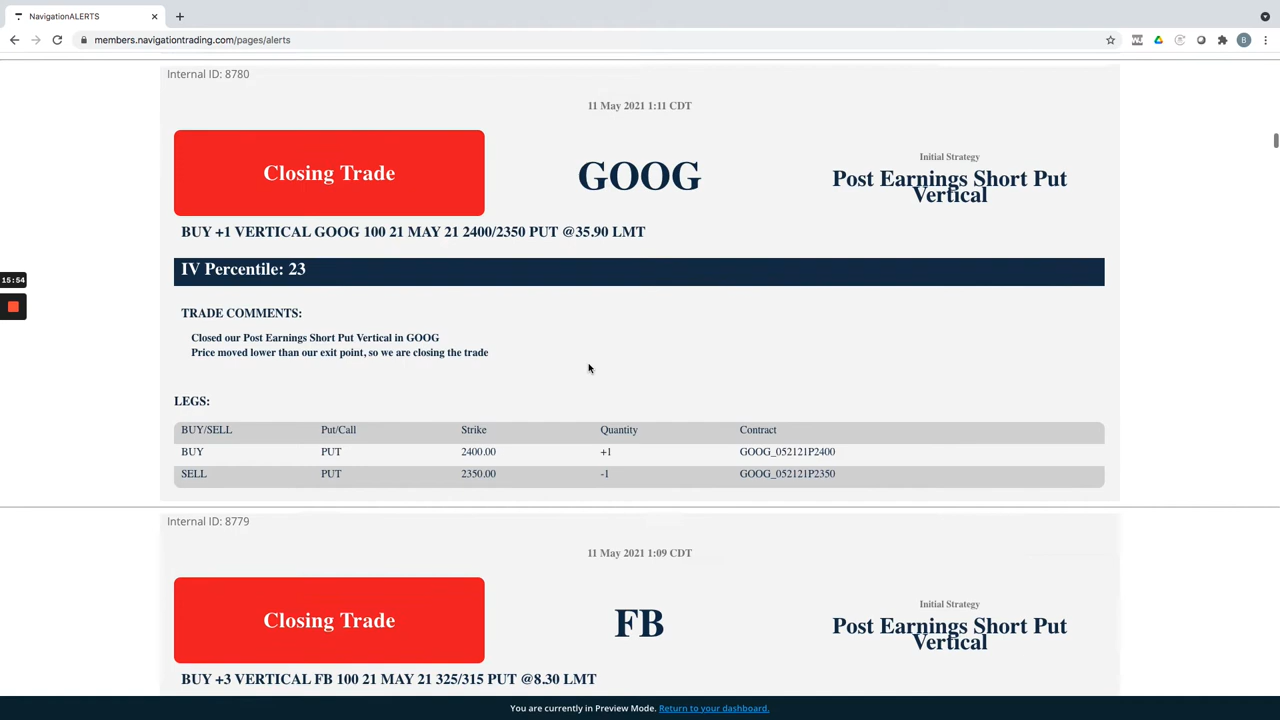 NavigationALERTS
members.navigationtrading.com/pages/alerts
B
Internal ID: 8780
11 May 2021 1:11 CDT
Closing Trade
GOOG
Initial Strategy
Post Earnings Short Put
Vertical
BUY +1 VERTICAL GOOG 100 21 MAY 21 2400/2350 PUT @35.90 LMT
IV Percentile: 23
15:54
TRADE COMMENTS:
Closed our Post Earnings Short Put Vertical in GOOG
Price moved lower than our exit point, so we are closing the trade
LEGS:
BUY/SELL Put/Call Strike Quantity Contract
BUY PUT 2400.00 +1 GOOG_052121P2400
SELL PUT 2350.00 -1 GOOG_052121P2350
Internal ID: 8779
11 May 2021 1:09 CDT
Closing Trade
FB
Initial Strategy
Post Earnings Short Put
Vertical
BUY +3 VERTICAL FB 100 21 MAY 21 325/315 PUT @8.30 LMT
You are currently in Preview Mode. Return to your dashboard.